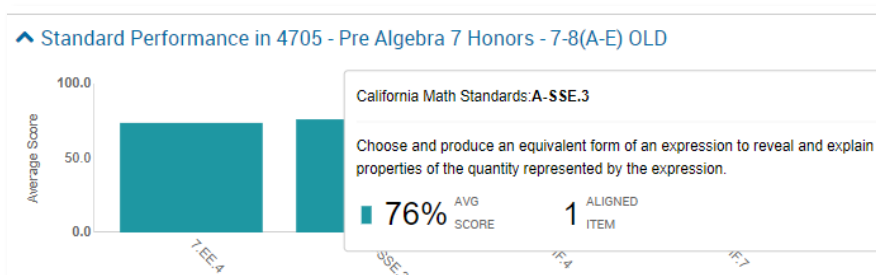 Standard Performance in 4705 - Pre Algebra 7 Honors - 7-8(A-E) OLD
100.0
50.0
0.0
Average Score
California Math Standards:A-SSE.3
Choose and produce an equivalent form of an expression to reveal and explain
properties of the quantity represented by the expression.
76% AVG SCORE
1 ALIGNED ITEM
7.EE.4